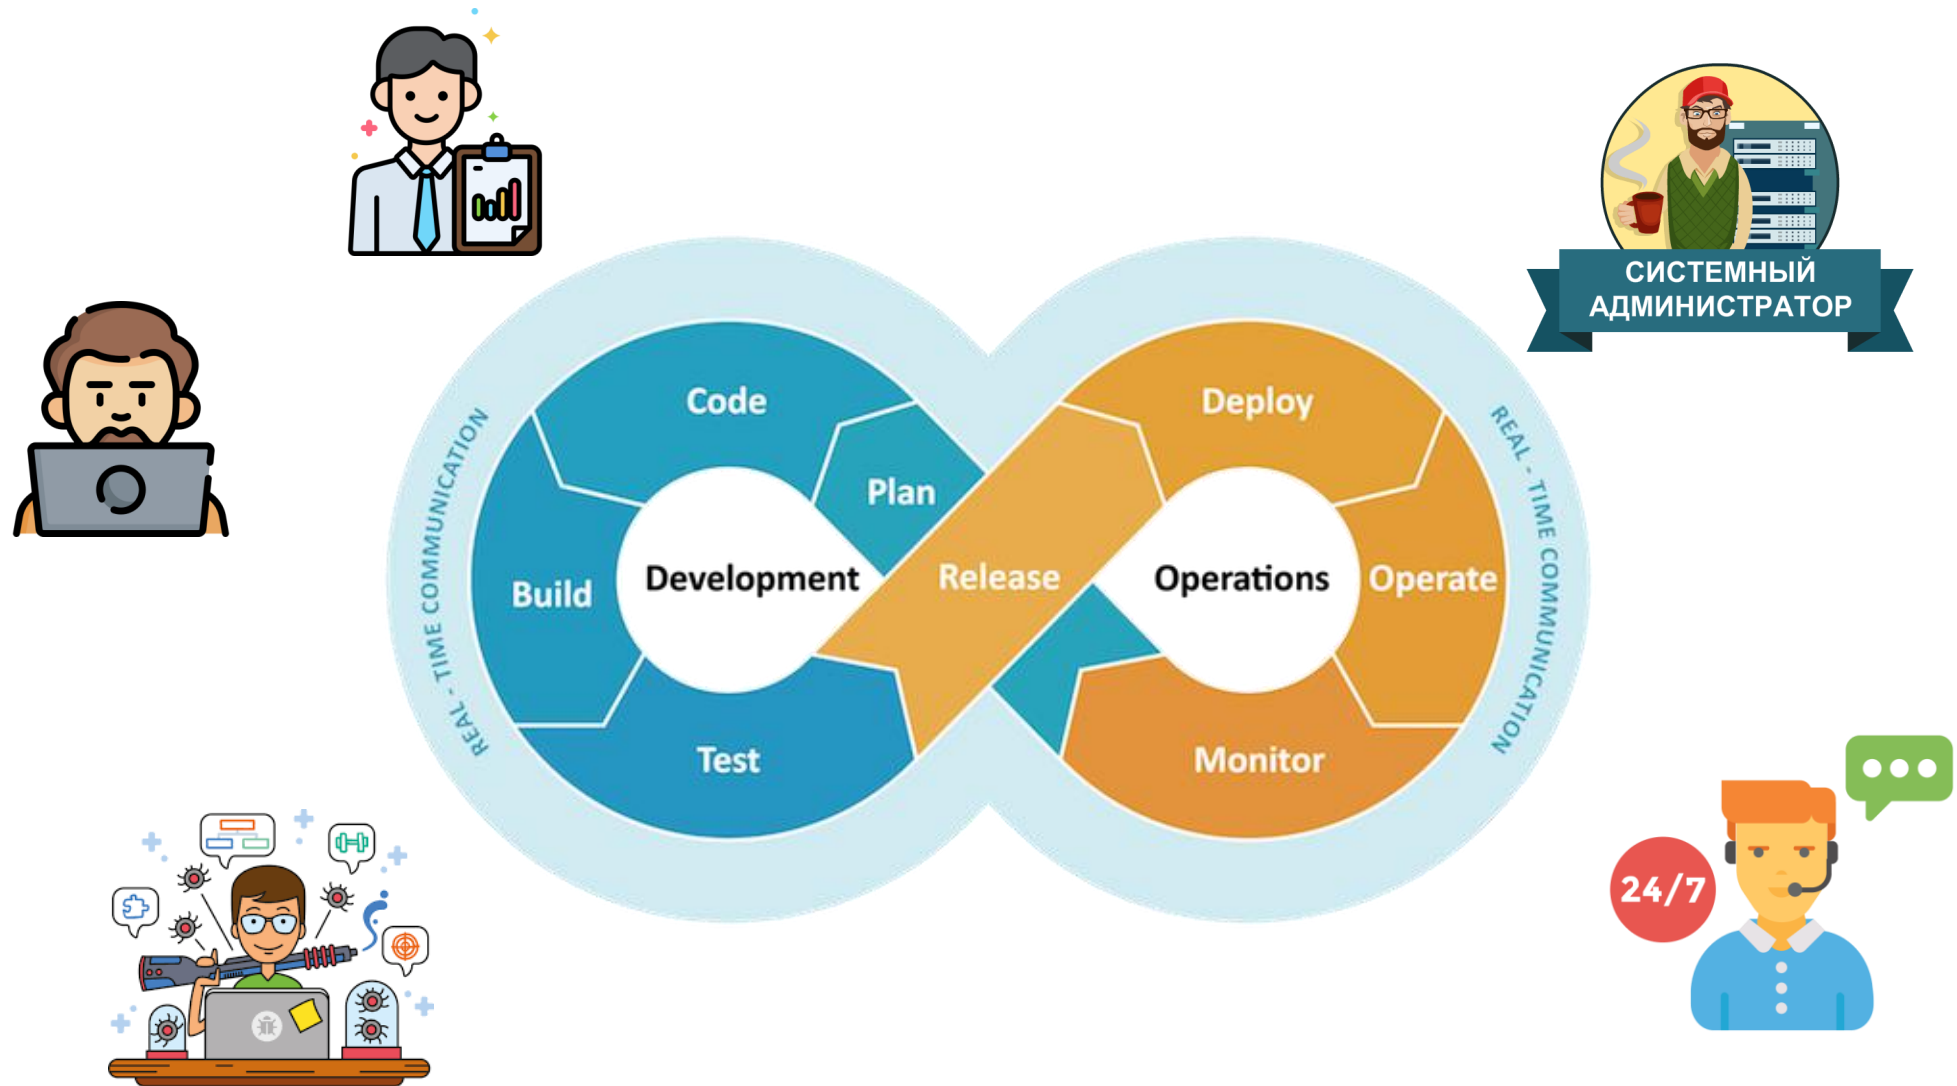 СИСТЕМНЫЙ
АДМИНИСТРАТОР
Code
Plan
Build
Development
Test
Release
Deploy
Operations
Operate
Monitor
REAL - TIME COMMUNICATION
REAL - TIME COMMUNICATION
24/7